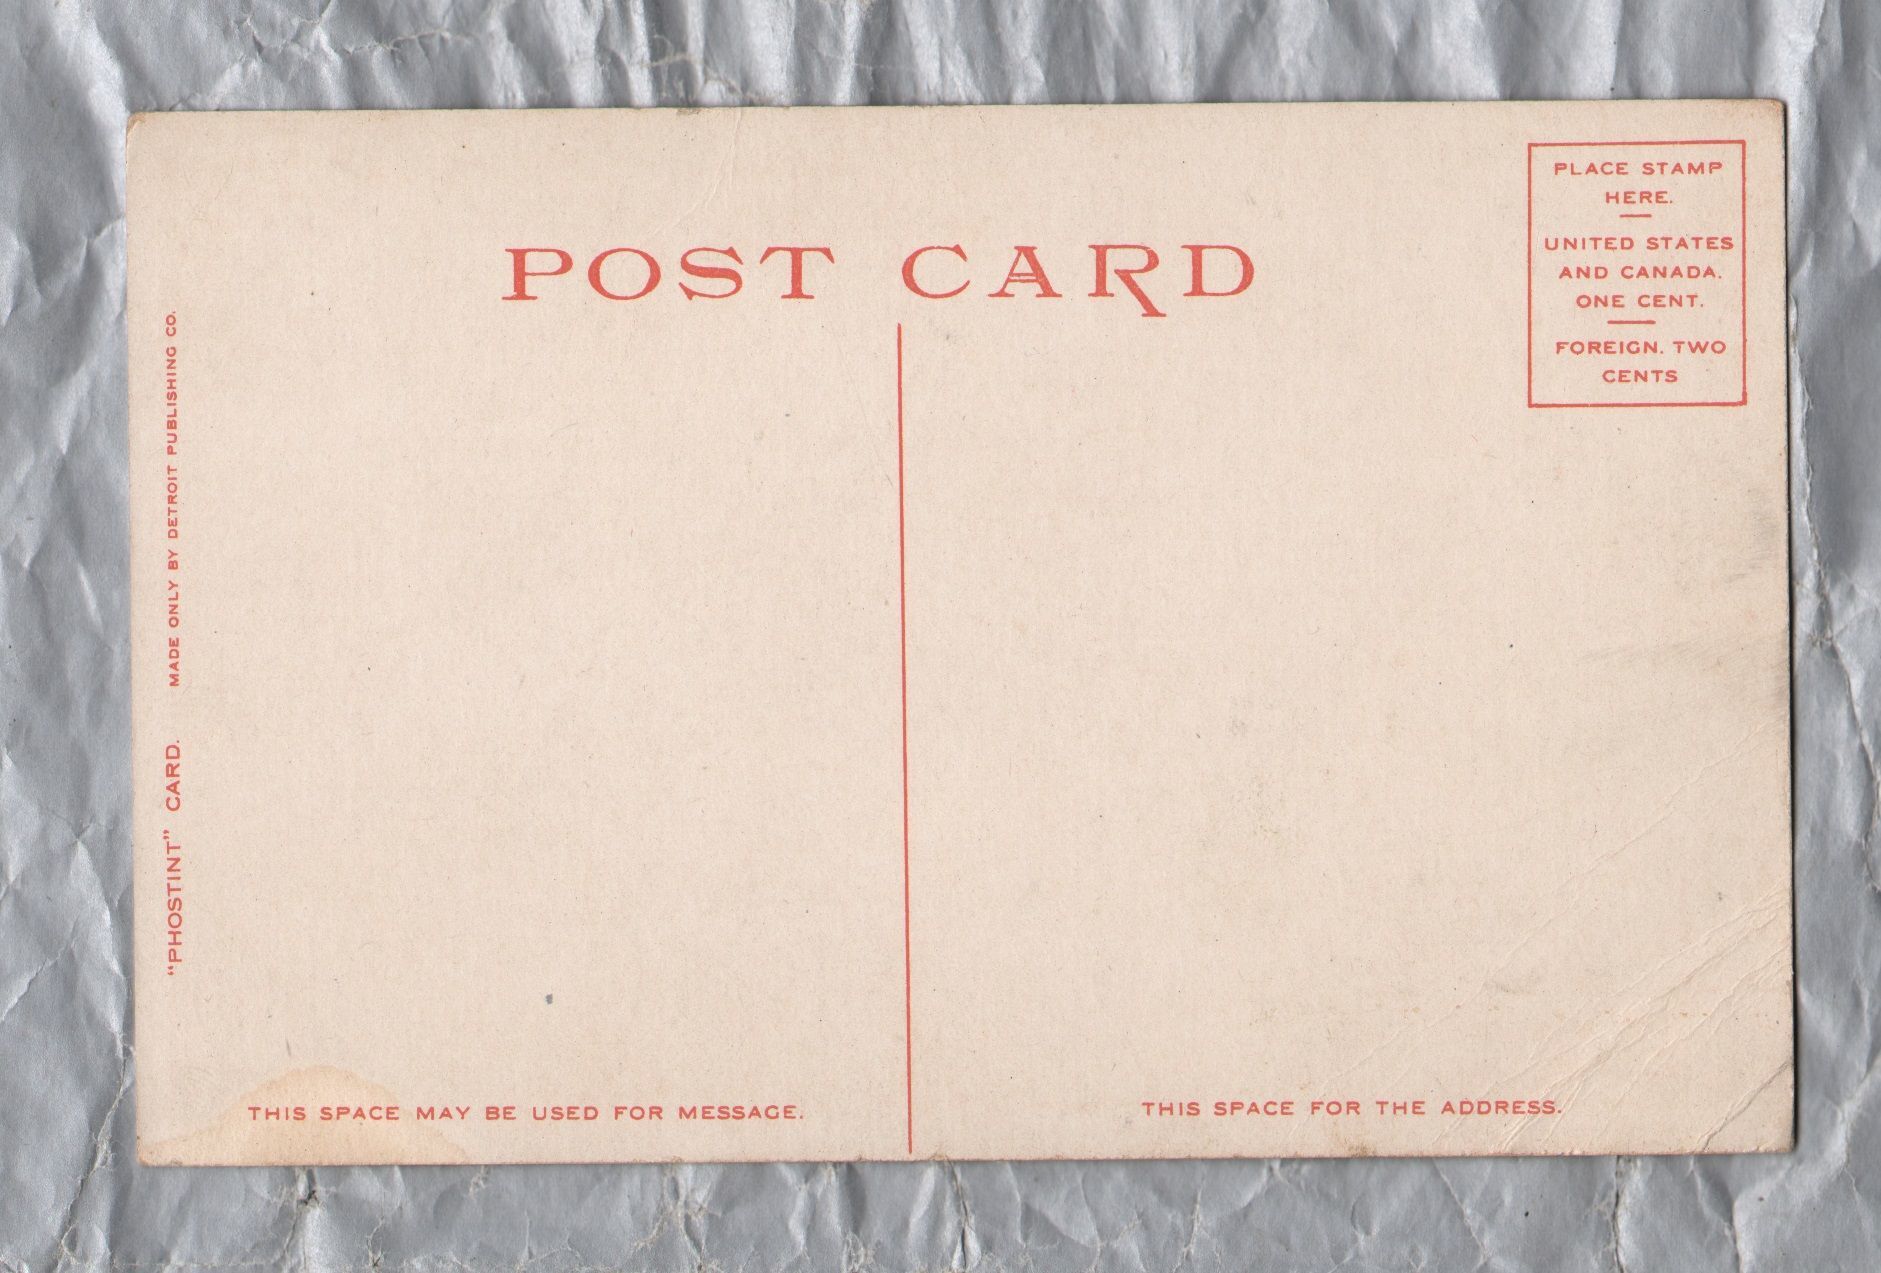 POST CARD
PLACE STAMP
HERE.
UNITED STATES
AND CANADA.
ONE CENT.
FOREIGN. TWO
CENTS
"PHOSTINT" CARD. MADE ONLY BY DETROIT PUBLISHING CO.
THIS SPACE MAY BE USED FOR MESSAGE.
THIS SPACE FOR THE ADDRESS.